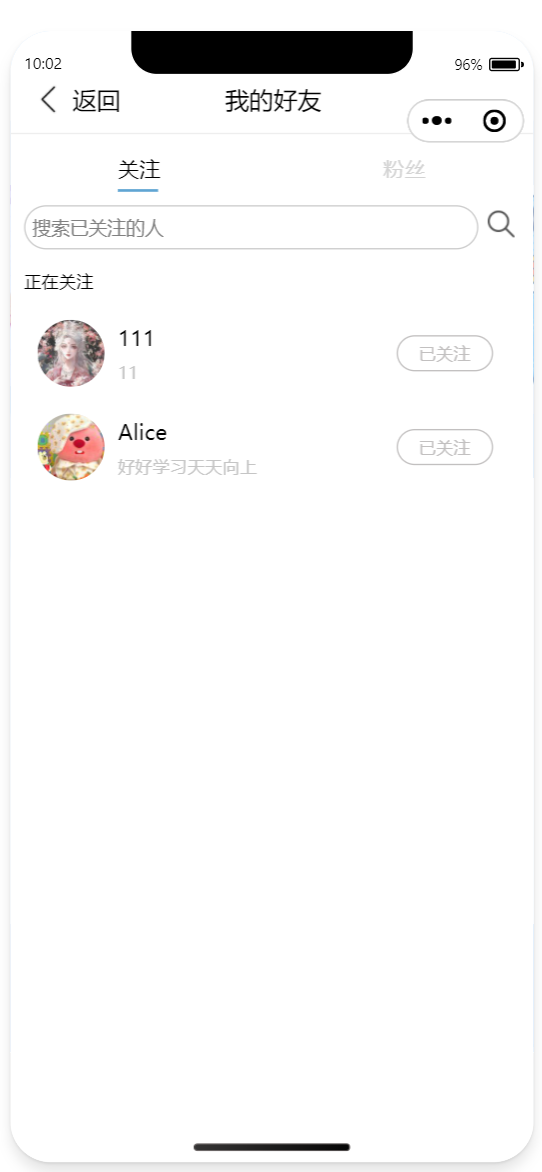 10:02
96%
返回
我的好友
关注
粉丝
搜索已关注的人
正在关注
111
11
已关注
Alice
好好学习天天向上
已关注